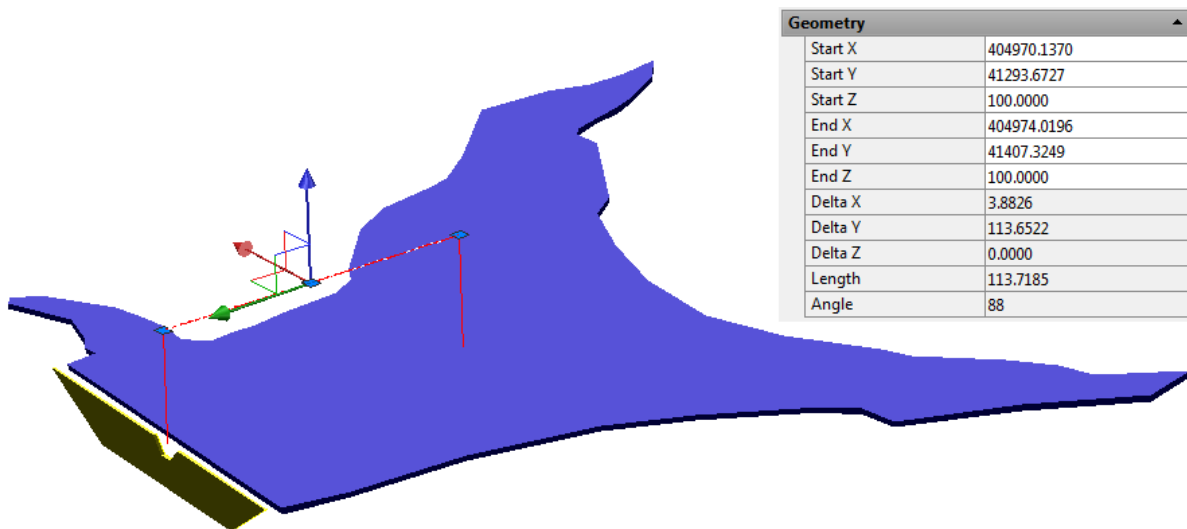 Geometry
Start X 404970.1370
Start Y 41293.6727
Start Z 100.0000
End X 404974.0196
End Y 41407.3249
End Z 100.0000
Delta X 3.8826
Delta Y 113.6522
Delta Z 0.0000
Length 113.7185
Angle 88